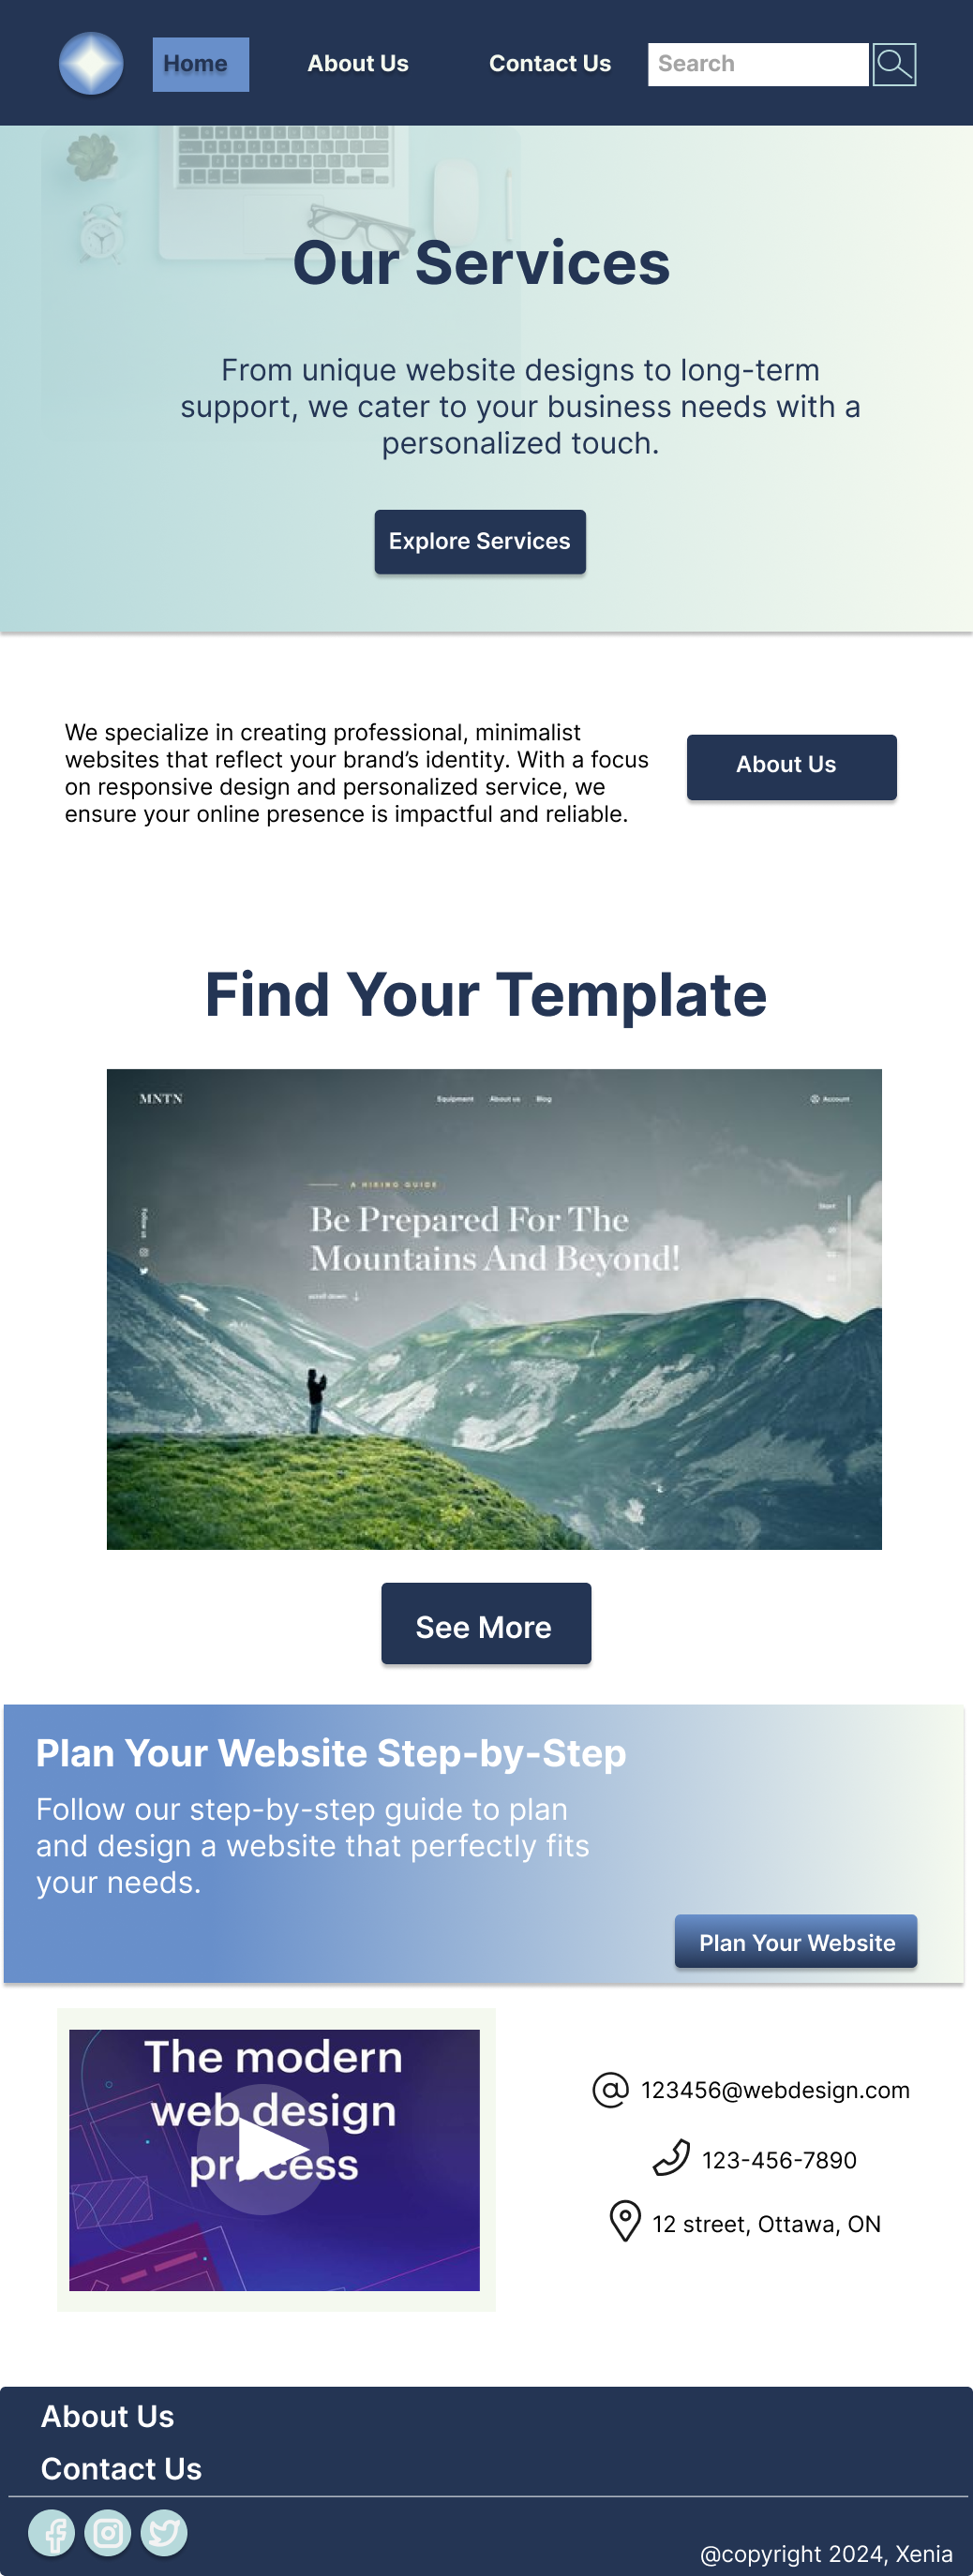 Home
About Us
Contact Us
Search
Our Services
From unique website designs to long-term
support, we cater to your business needs with a
personalized touch.
Explore Services
We specialize in creating professional, minimalist
websites that reflect your brand’s identity. With a focus
on responsive design and personalized service, we
ensure your online presence is impactful and reliable.
About Us
Find Your Template
MNTN
Equipment
About us
Blog
Account
A HIKING GUIDE
Be Prepared For The
Mountains And Beyond!
Follow us
Start
scroll down
See More
Plan Your Website Step-by-Step
Follow our step-by-step guide to plan
and design a website that perfectly fits
your needs.
Plan Your Website
The modern
web design
process
123456@webdesign.com
123-456-7890
12 street, Ottawa, ON
About Us
Contact Us
@copyright 2024, Xenia